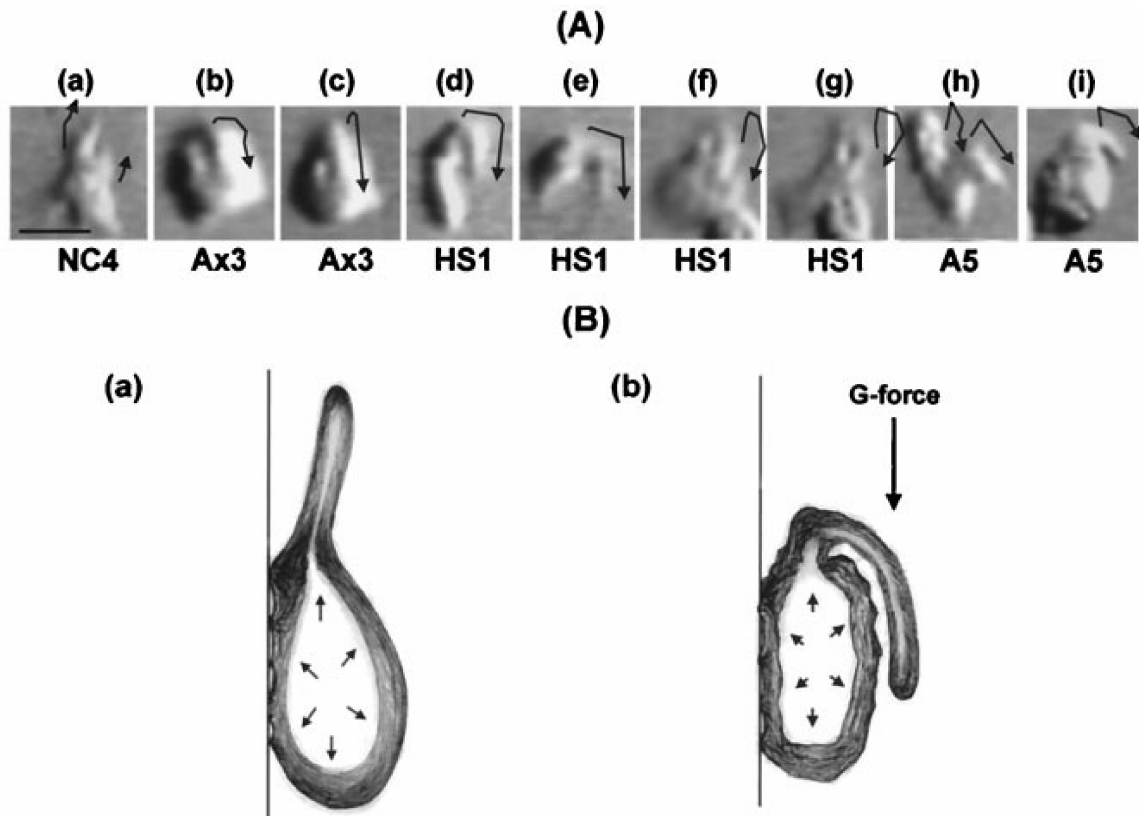 (A)
(a) (b) (c) (d) (e) (f) (g) (h) (i)
NC4 Ax3 Ax3 HS1 HS1 HS1 HS1 A5 A5
(B)
(a) (b)
G-force